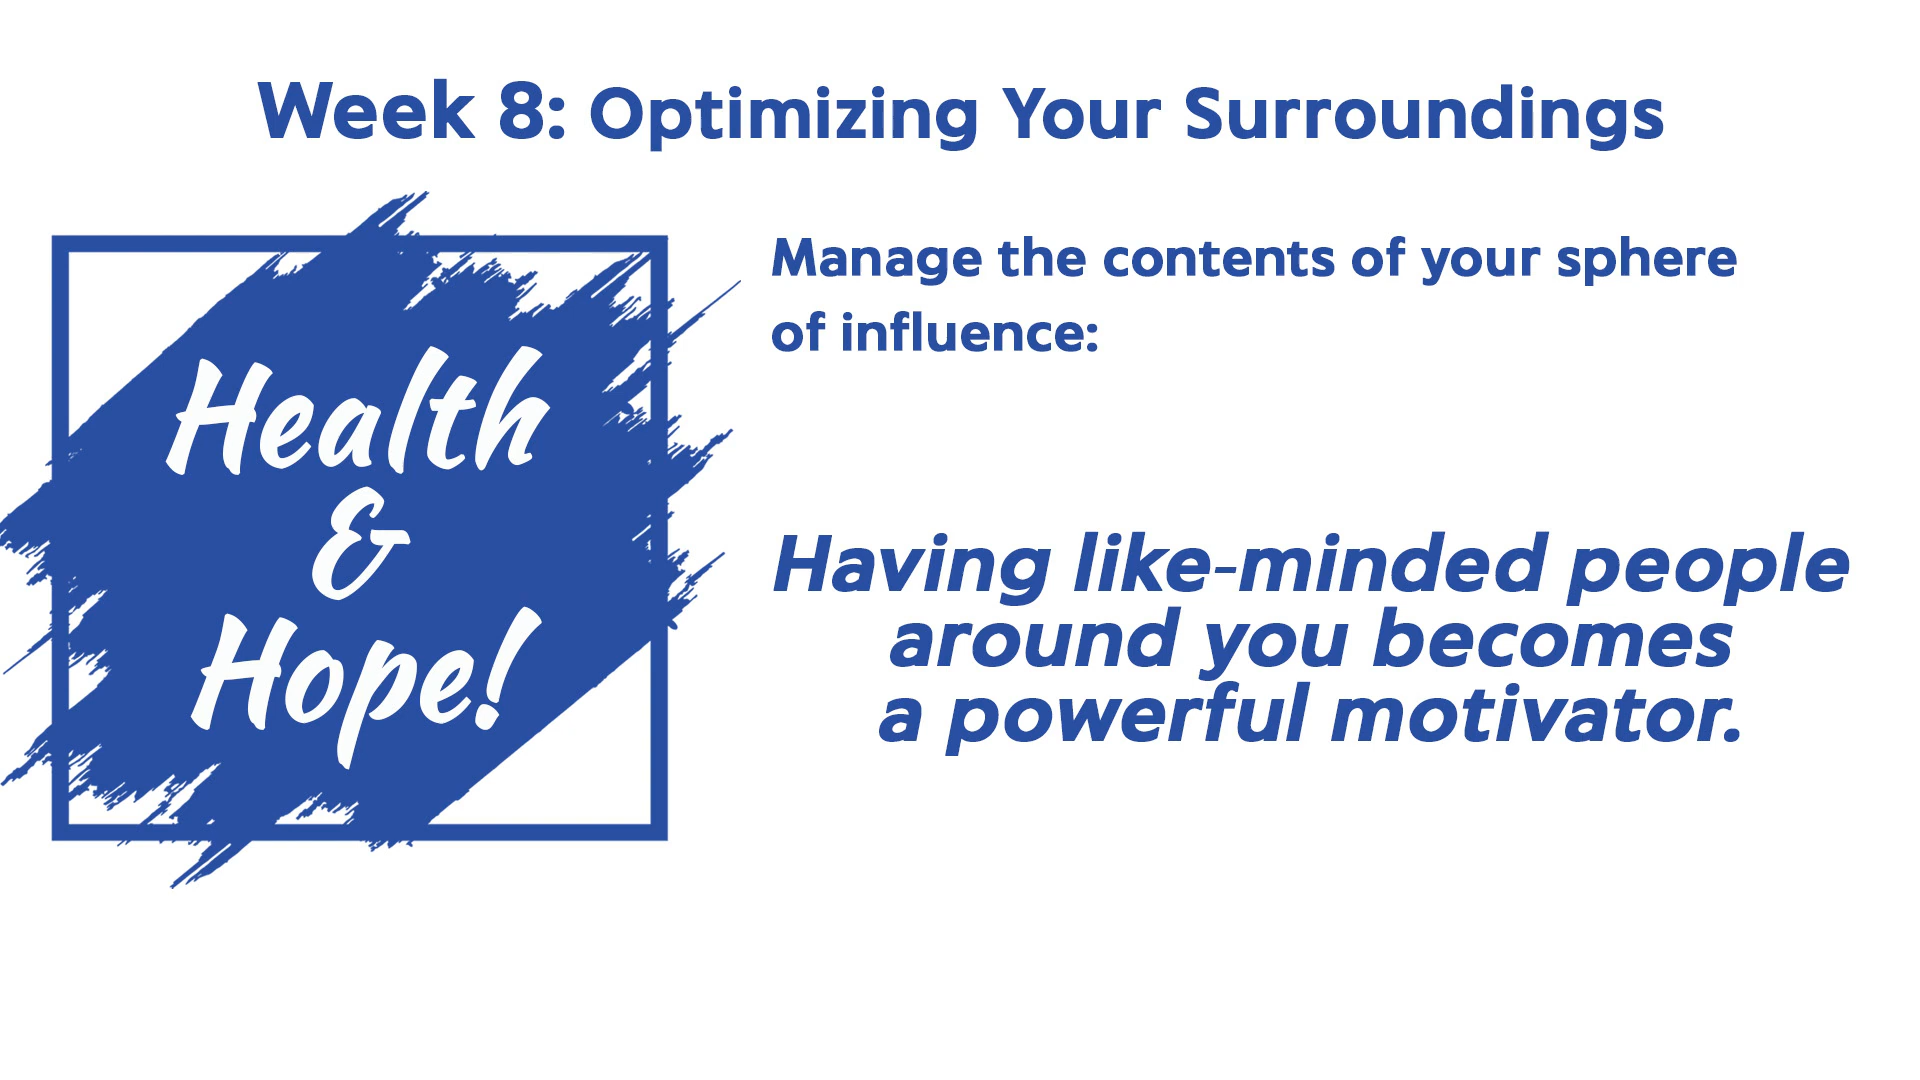 Week 8: Optimizing Your Surroundings
Health
&
Hope!
Manage the contents of your sphere
of influence:
Having like-minded people
around you becomes
a powerful motivator.